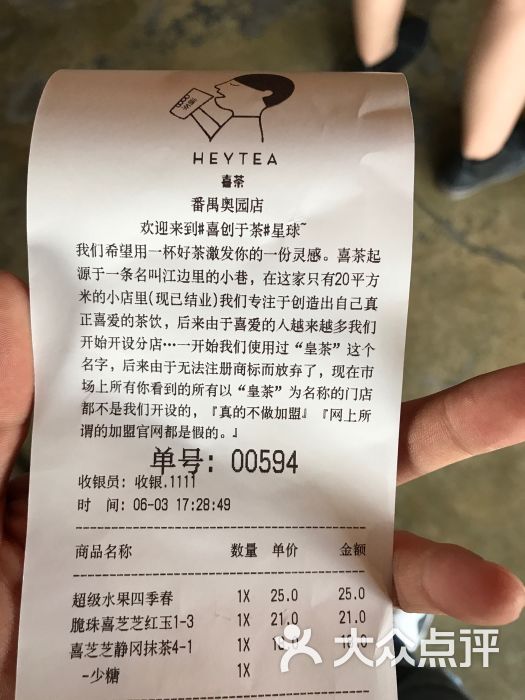 HEYTEA
喜茶
番禺奥园店
欢迎来到#喜创于茶#星球~
我们希望用一杯好茶激发你的一份灵感。喜茶起
源于一条名叫江边里的小巷，在这家只有20平方
米的小店里(现已结业)我们专注于创造出自己真
正喜爱的茶饮，后来由于喜爱的人越来越多我们
开始开设分店…一开始我们使用过“皇茶”这个
名字，后来由于无法注册商标而放弃了，现在市
场上所有你看到的所有以“皇茶”为名称的门店
都不是我们开设的，『真的不做加盟』『网上所
谓的加盟官网都是假的。』
单号: 00594
收银员: 收银.1111
时 间: 06-03 17:28:49
商品名称 数量 单价 金额
超级水果四季春 1X 25.0 25.0
脆珠喜芝芝红玉1-3 1X 21.0 21.0
喜芝芝静冈抹茶4-1 1X
-少糖 1X
大众点评